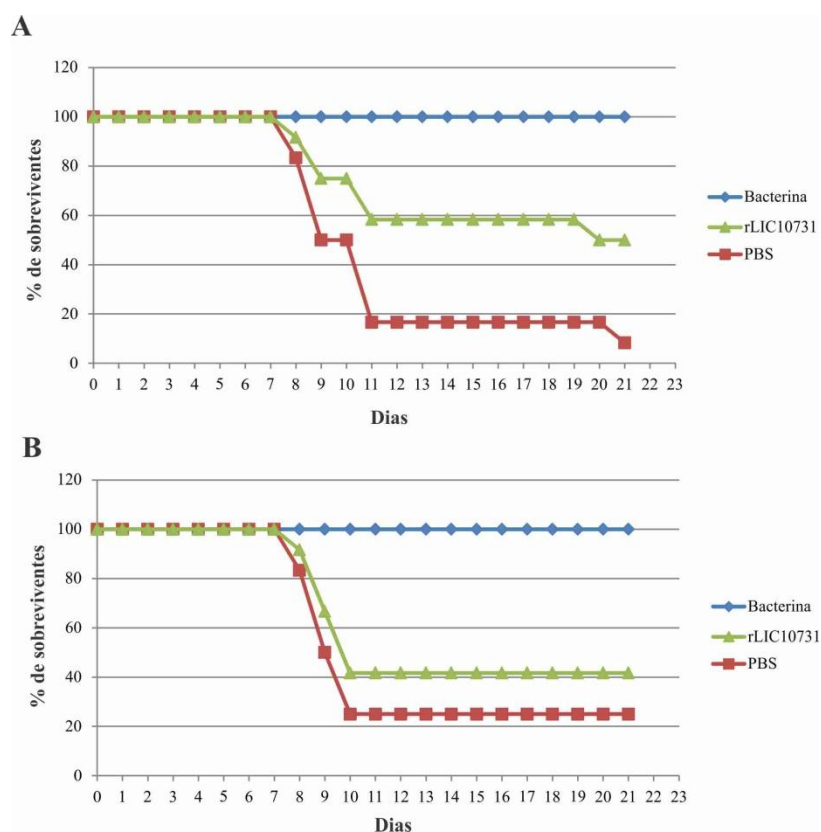 A
120
100
80
60
40
20
0
% de sobreviventes
0 1 2 3 4 5 6 7 8 9 10 11 12 13 14 15 16 17 18 19 20 21 22 23
Dias
Bacterina
rLIC10731
PBS
B
120
100
80
60
40
20
0
% de sobreviventes
0 1 2 3 4 5 6 7 8 9 10 11 12 13 14 15 16 17 18 19 20 21 22 23
Dias
Bacterina
rLIC10731
PBS